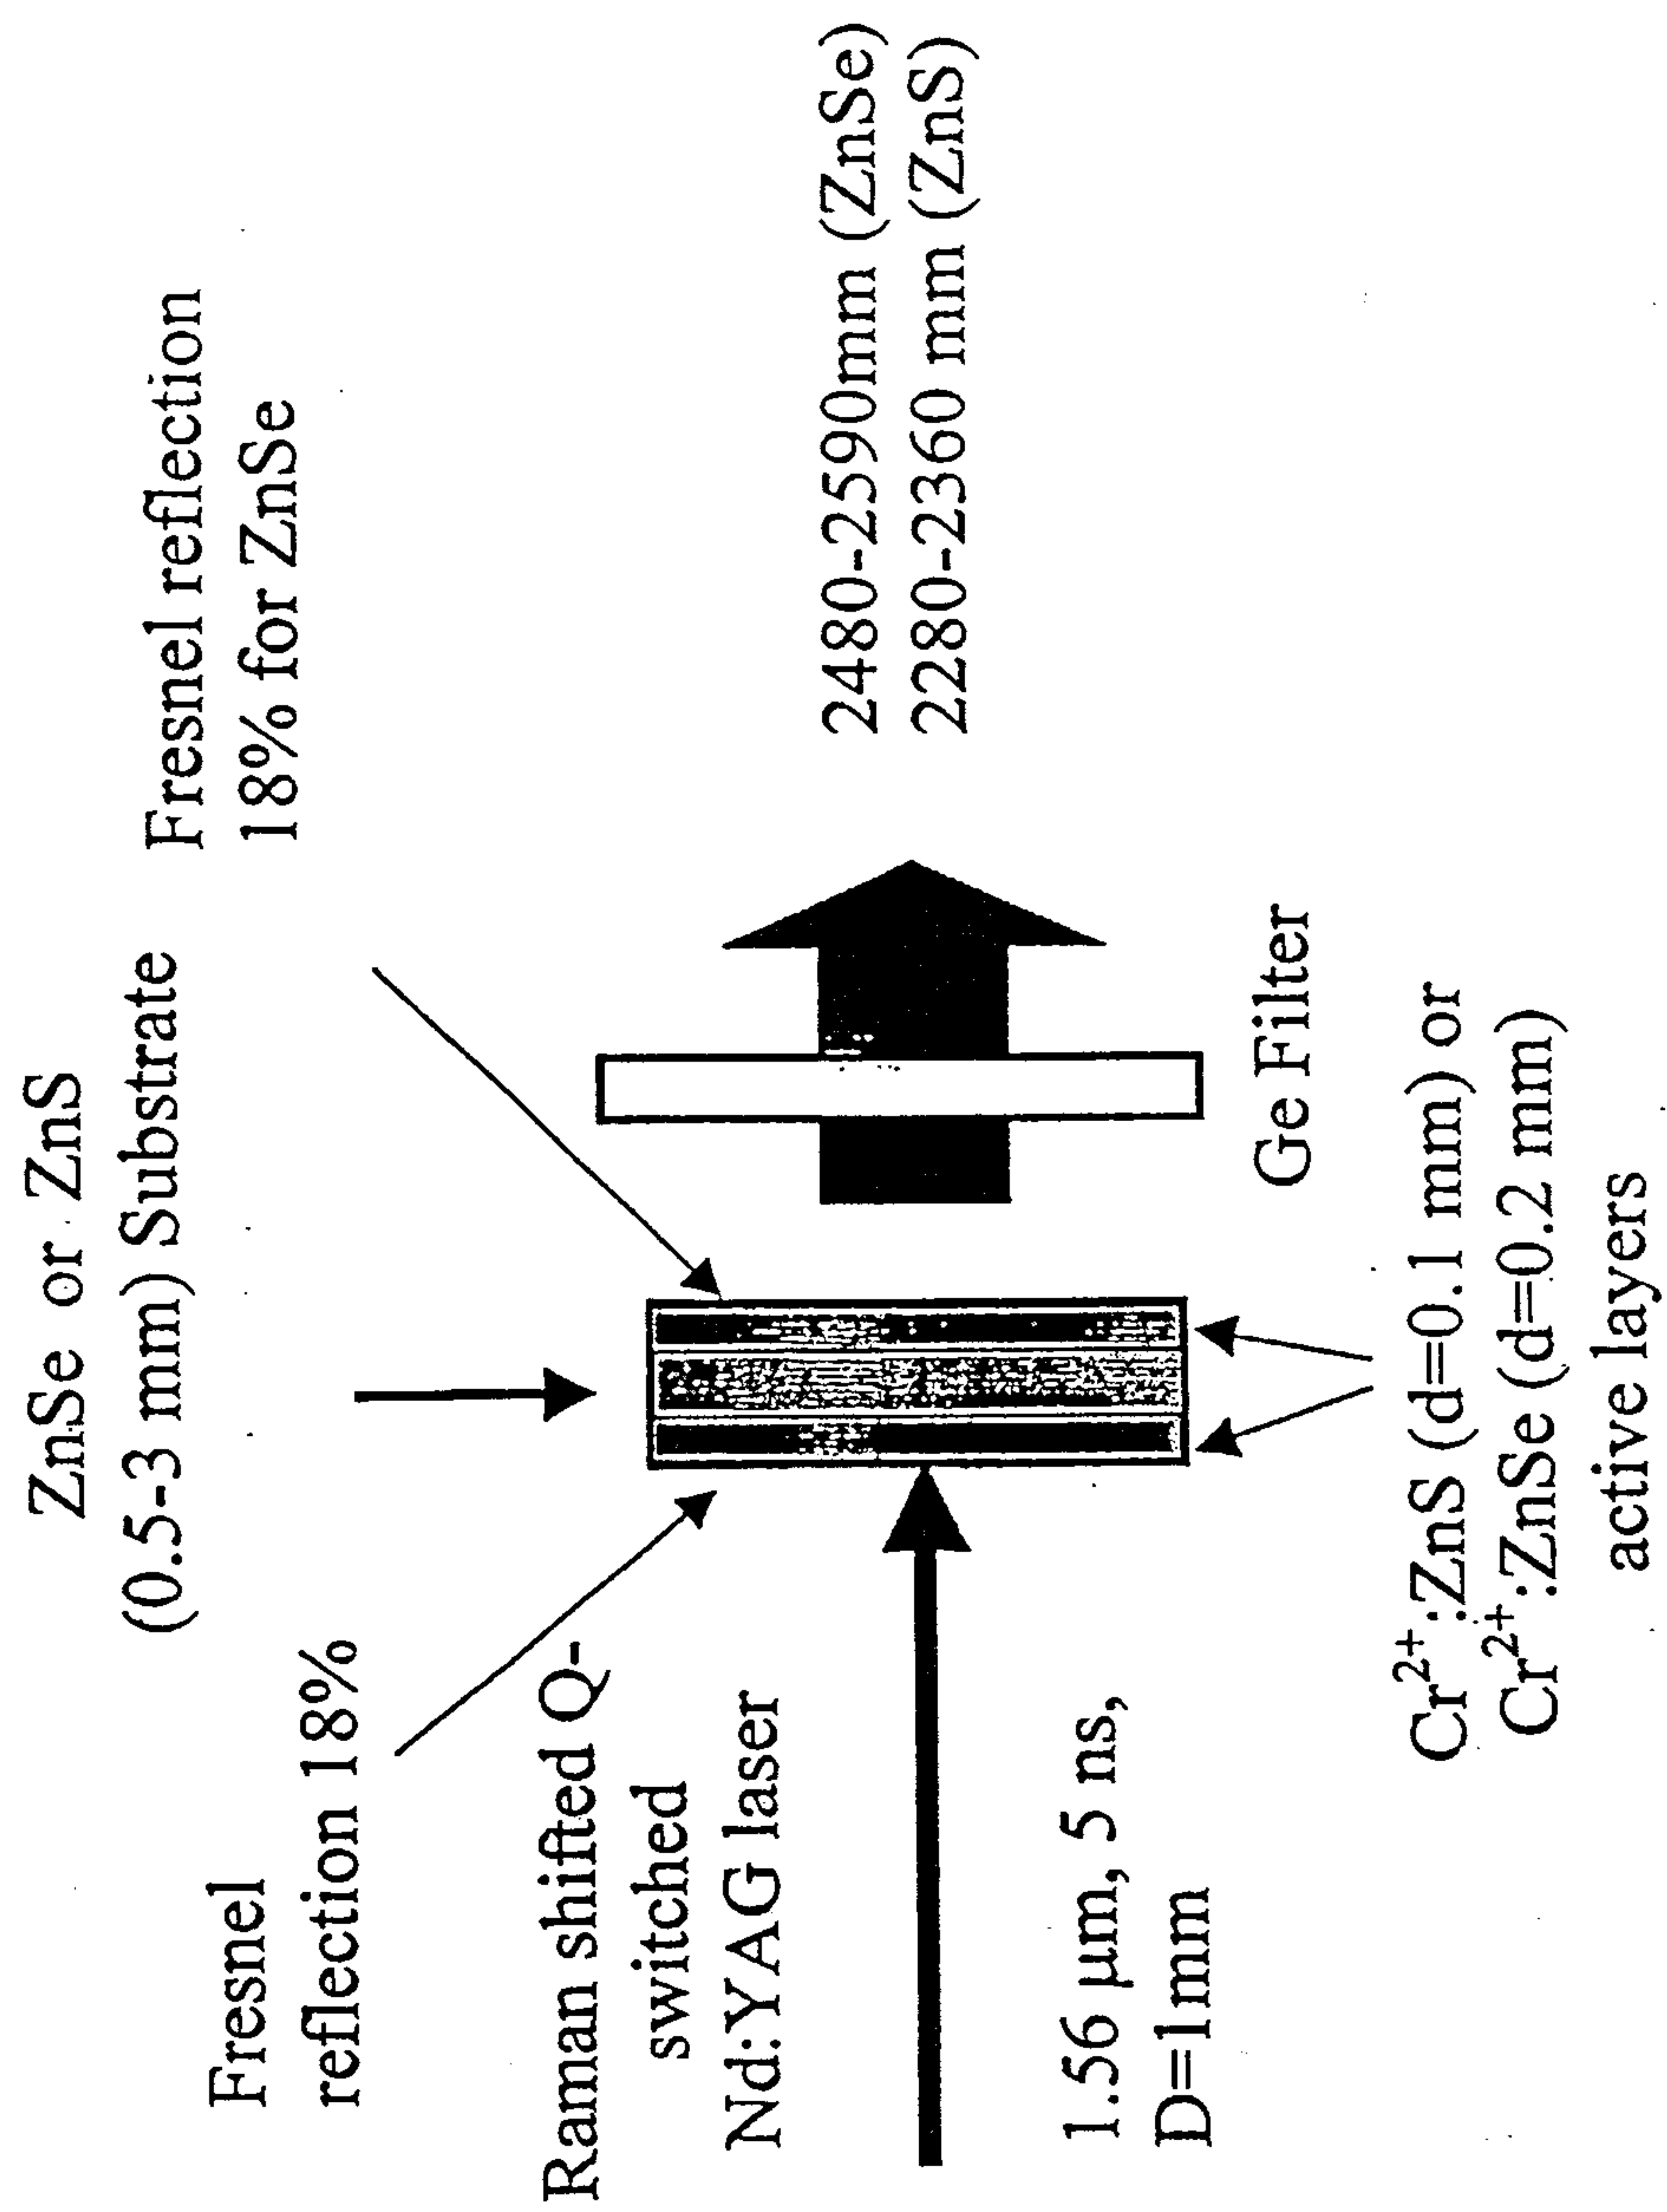 ZnSe or ZnS
(0.5-3 mm) Substrate
Fresnel reflection
18% for ZnSe
Fresnel
reflection 18%
Raman shifted Q-
switched
Nd:YAG laser
1.56 µm, 5 ns,
D=1mm
2480-2590mm (ZnSe)
2280-2360 mm (ZnS)
Ge Filter
Cr²⁺:ZnS (d=0.1 mm) or
Cr²⁺:ZnSe (d=0.2 mm)
active layers